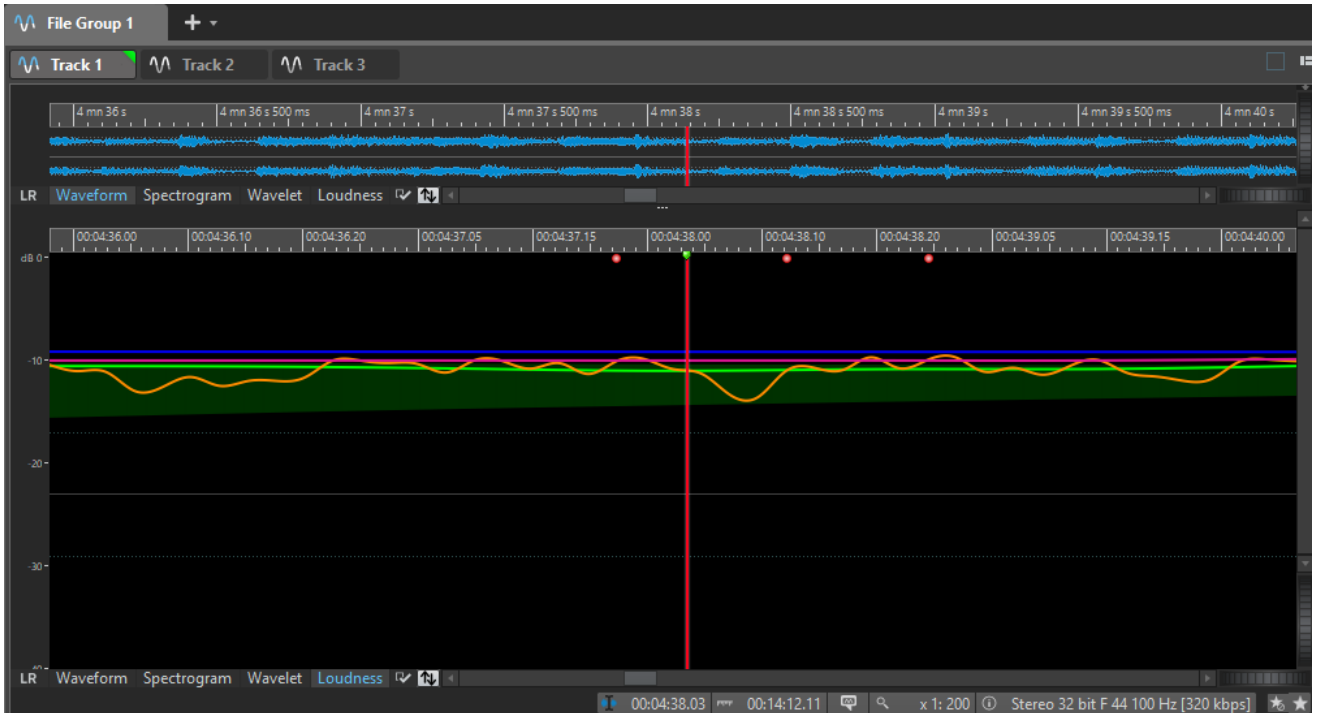 File Group 1 +
Track 1 Track 2 Track 3
4 mn 36 s 4 mn 36 s 500 ms 4 mn 37 s 4 mn 37 s 500 ms 4 mn 38 s 4 mn 38 s 500 ms 4 mn 39 s 4 mn 39 s 500 ms 4 mn 40 s
LR Waveform Spectrogram Wavelet Loudness
00:04:36.00 00:04:36.10 00:04:36.20 00:04:37.05 00:04:37.15 00:04:38.00 00:04:38.10 00:04:38.20 00:04:39.05 00:04:39.15 00:04:40.00
dB 0
-10
-20
-30
LR Waveform Spectrogram Wavelet Loudness
00:04:38.03 00:14:12.11 x 1: 200 Stereo 32 bit F 44 100 Hz [320 kbps]